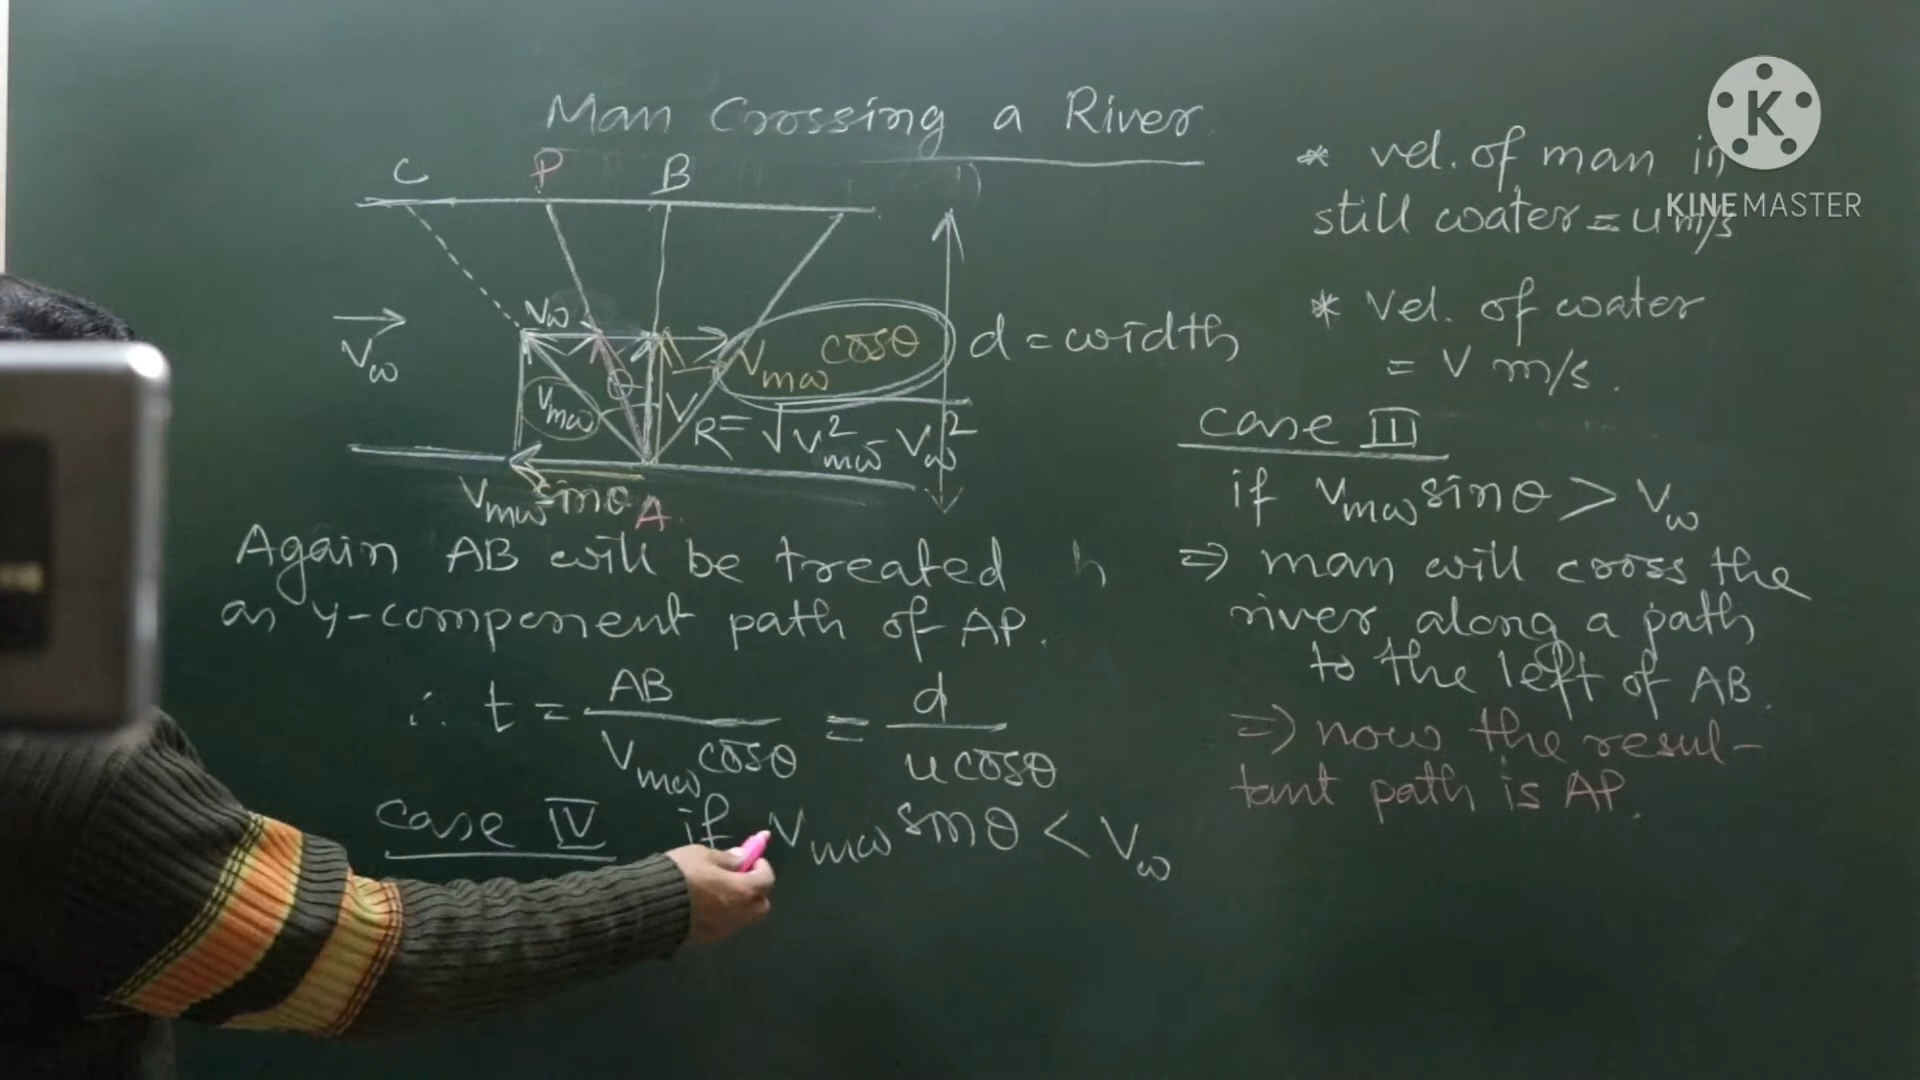 Man Crossing a River
C P B
V_w
V_w
V_mw
θ
V_mw cosθ
d = width
R = √V²_mw - V_w²
V_mw sinθ A
Again AB will be treated
as y-component path of AP.
∴ t = AB / V_mw cosθ = d / u cosθ
Case IV if V_mw sinθ < V_w
* vel. of man in
still water = u m/s
* Vel. of water
= V m/s.
Case III
if V_mw sinθ > V_w
⇒ man will cross the
river along a path
to the left of AB.
⇒ now the resul-
tant path is AP.
K
KINEMASTER